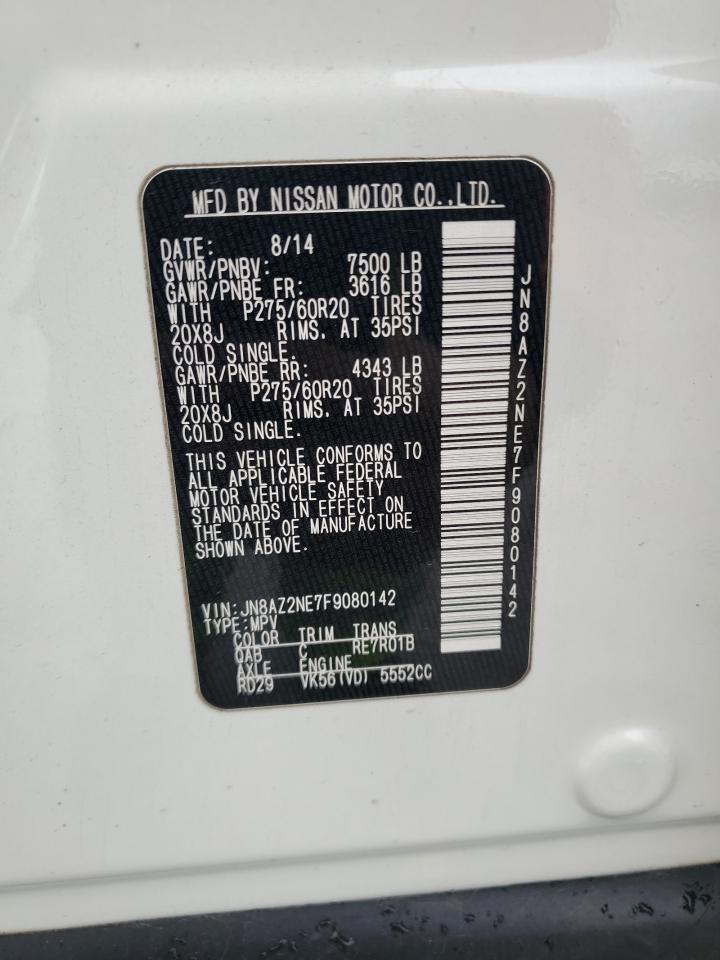 MFD BY NISSAN MOTOR CO.,LTD.
DATE: 8/14
GVWR/PNBV: 7500 LB
GAWR/PNBE FR: 3616 LB
WITH P275/60R20 TIRES
20X8J RIMS. AT 35PSI
COLD SINGLE.
GAWR/PNBE RR: 4343 LB
WITH P275/60R20 TIRES
20X8J RIMS. AT 35PSI
COLD SINGLE.
THIS VEHICLE CONFORMS TO
ALL APPLICABLE FEDERAL
MOTOR VEHICLE SAFETY
STANDARDS IN EFFECT ON
THE DATE OF MANUFACTURE
SHOWN ABOVE.
VIN:JN8AZ2NE7F9080142
TYPE:MPV
COLOR TRIM TRANS
QAB C RE7R01B
AXLE ENGINE
RD29 VK56(VD) 5552CC
JN8AZ2NE7F9080142